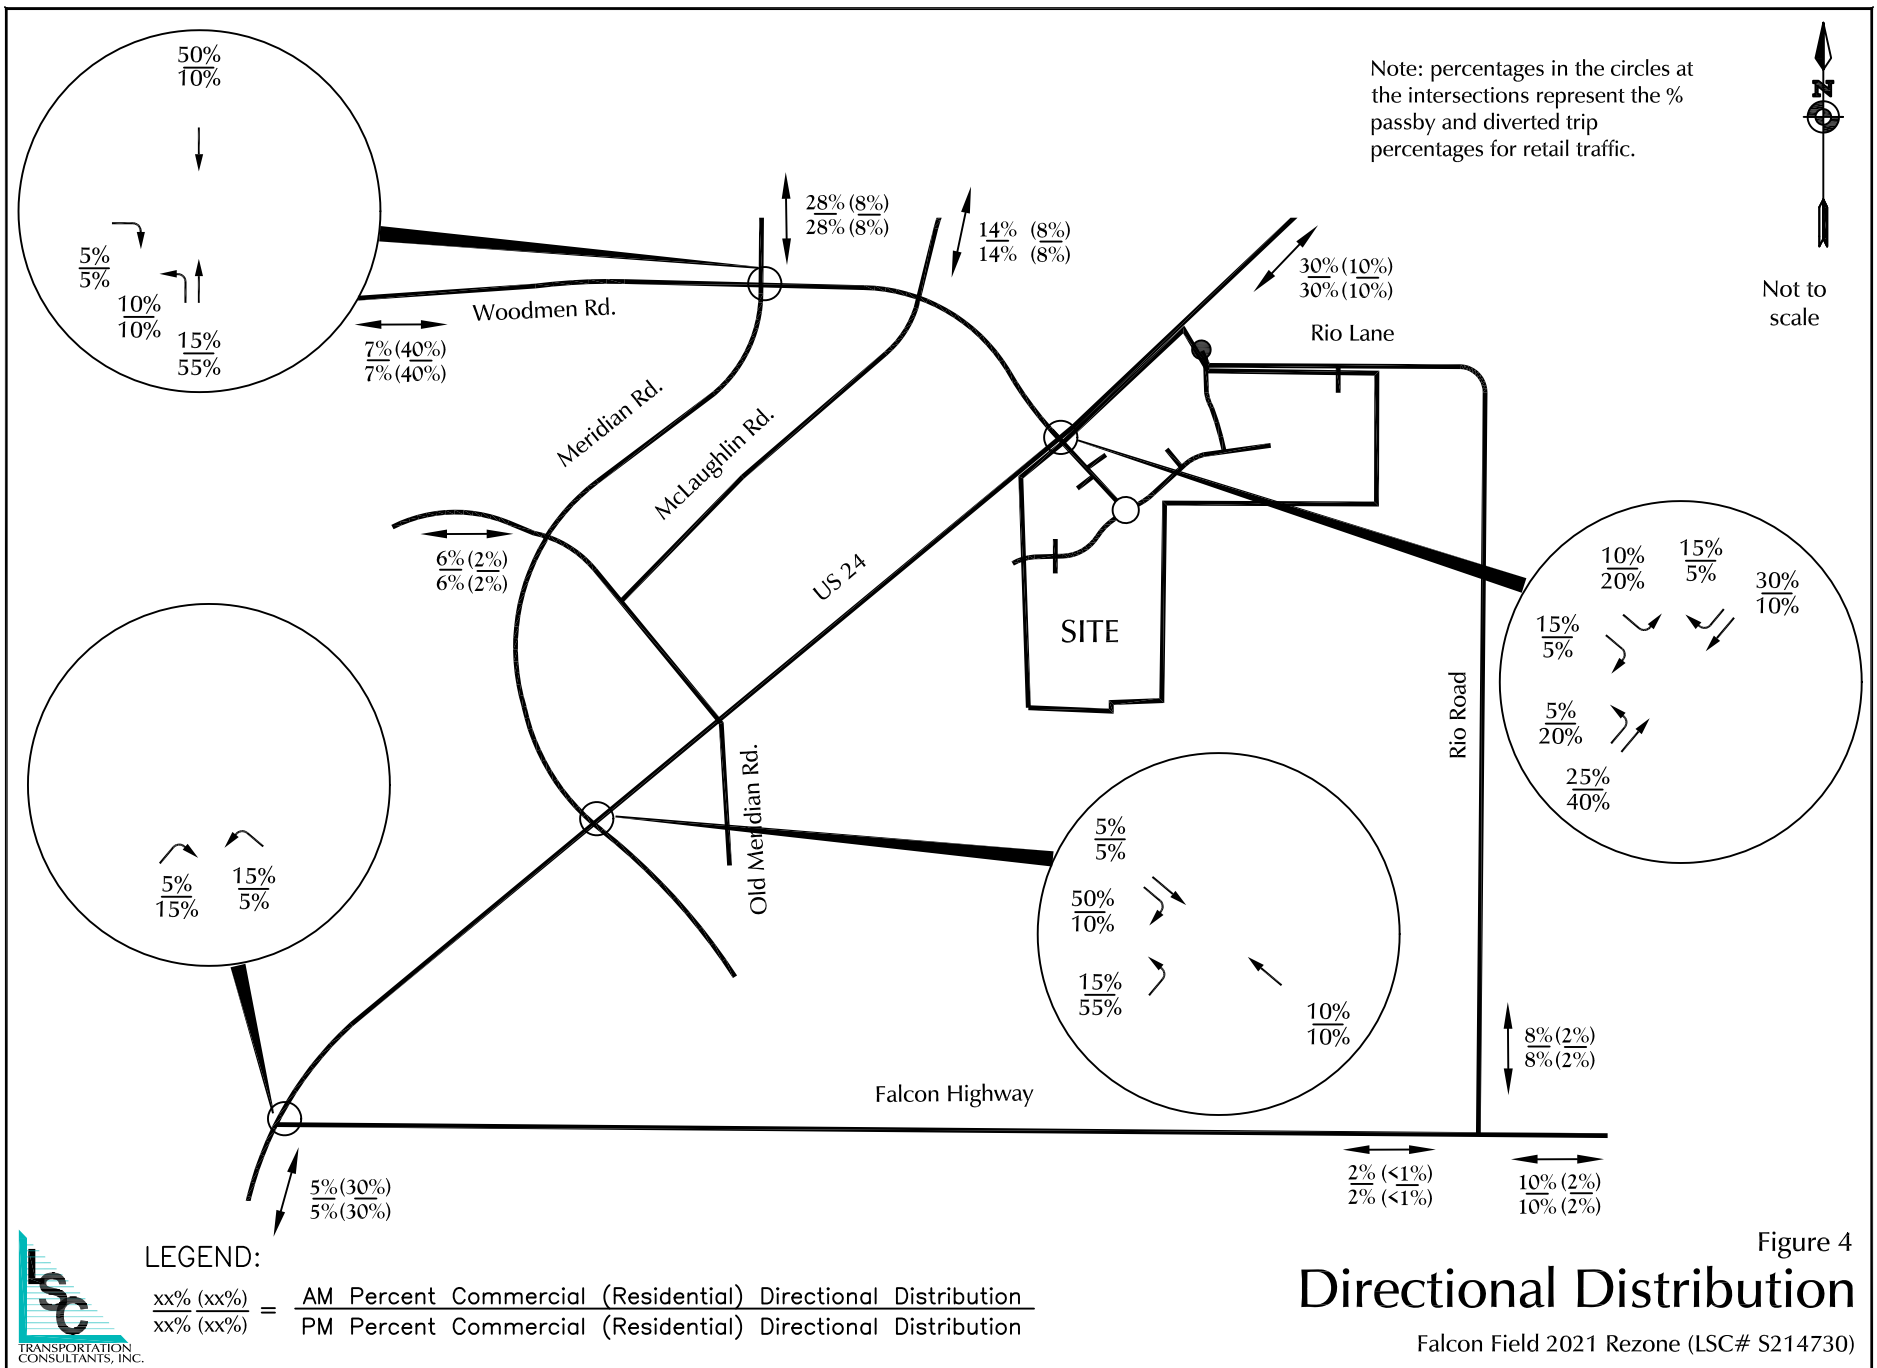 50%
10%
5%
5%
10%
10%
15%
55%
Note: percentages in the circles at
the intersections represent the %
passby and diverted trip
percentages for retail traffic.
N
Not to
scale
28% (8%)
28% (8%)
14% (8%)
14% (8%)
30% (10%)
30% (10%)
Woodmen Rd.
7% (40%)
7% (40%)
Rio Lane
Meridian Rd.
McLaughlin Rd.
6% (2%)
6% (2%)
US 24
SITE
10%
20%
15%
5%
30%
10%
15%
5%
5%
20%
25%
40%
Rio Road
Old Meridian Rd.
5%
15%
15%
5%
5%
5%
50%
10%
15%
55%
10%
10%
8% (2%)
8% (2%)
Falcon Highway
5% (30%)
5% (30%)
2% (<1%)
2% (<1%)
10% (2%)
10% (2%)
LEGEND:
xx% (xx%)
xx% (xx%)
=
AM Percent Commercial (Residential) Directional Distribution
PM Percent Commercial (Residential) Directional Distribution
LSC
TRANSPORTATION
CONSULTANTS, INC.
Figure 4
Directional Distribution
Falcon Field 2021 Rezone (LSC# S214730)